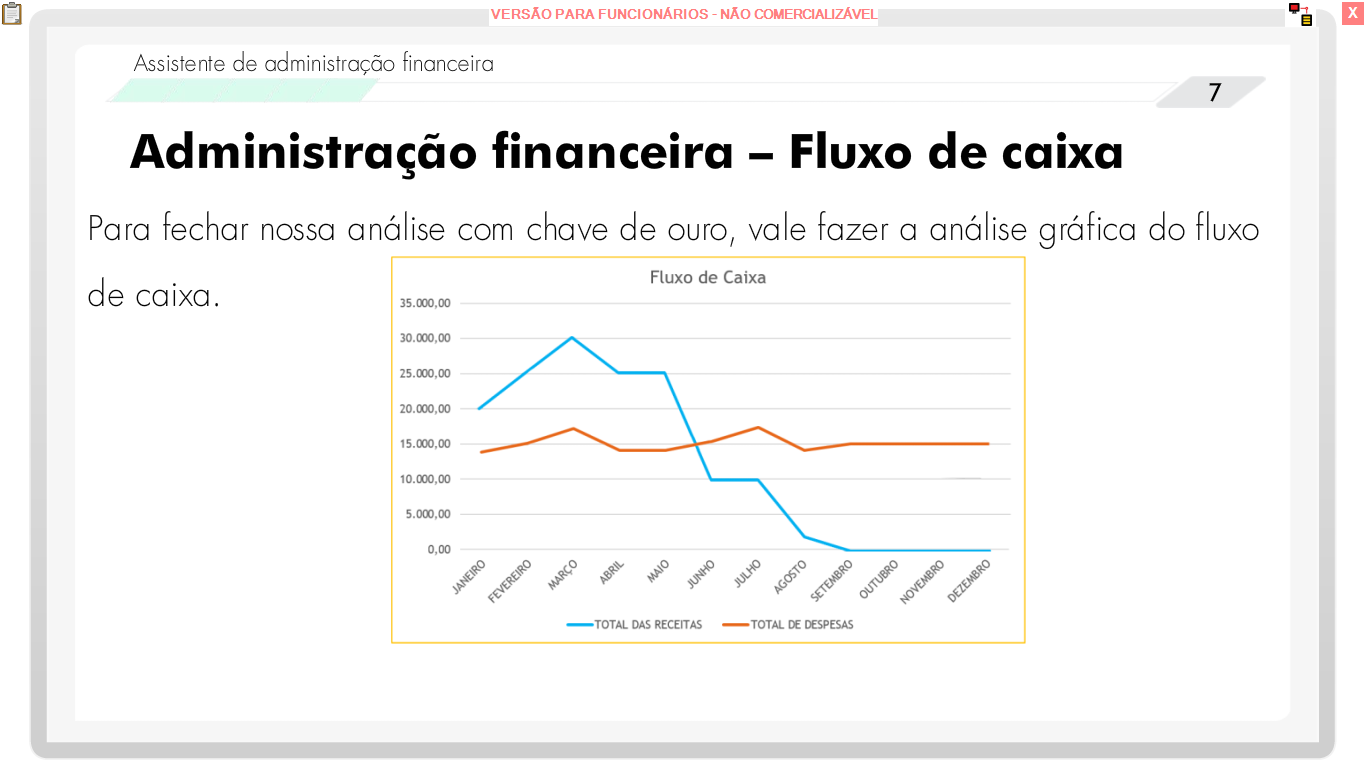 VERSÃO PARA FUNCIONÁRIOS - NÃO COMERCIALIZÁVEL
X
Assistente de administração financeira
7
Administração financeira – Fluxo de caixa
Para fechar nossa análise com chave de ouro, vale fazer a análise gráfica do fluxo
de caixa.
Fluxo de Caixa
35.000,00
30.000,00
25.000,00
20.000,00
15.000,00
10.000,00
5.000,00
0,00
JANEIRO
FEVEREIRO
MARÇO
ABRIL
MAIO
JUNHO
JULHO
AGOSTO
SETEMBRO
OUTUBRO
NOVEMBRO
DEZEMBRO
TOTAL DAS RECEITAS
TOTAL DE DESPESAS